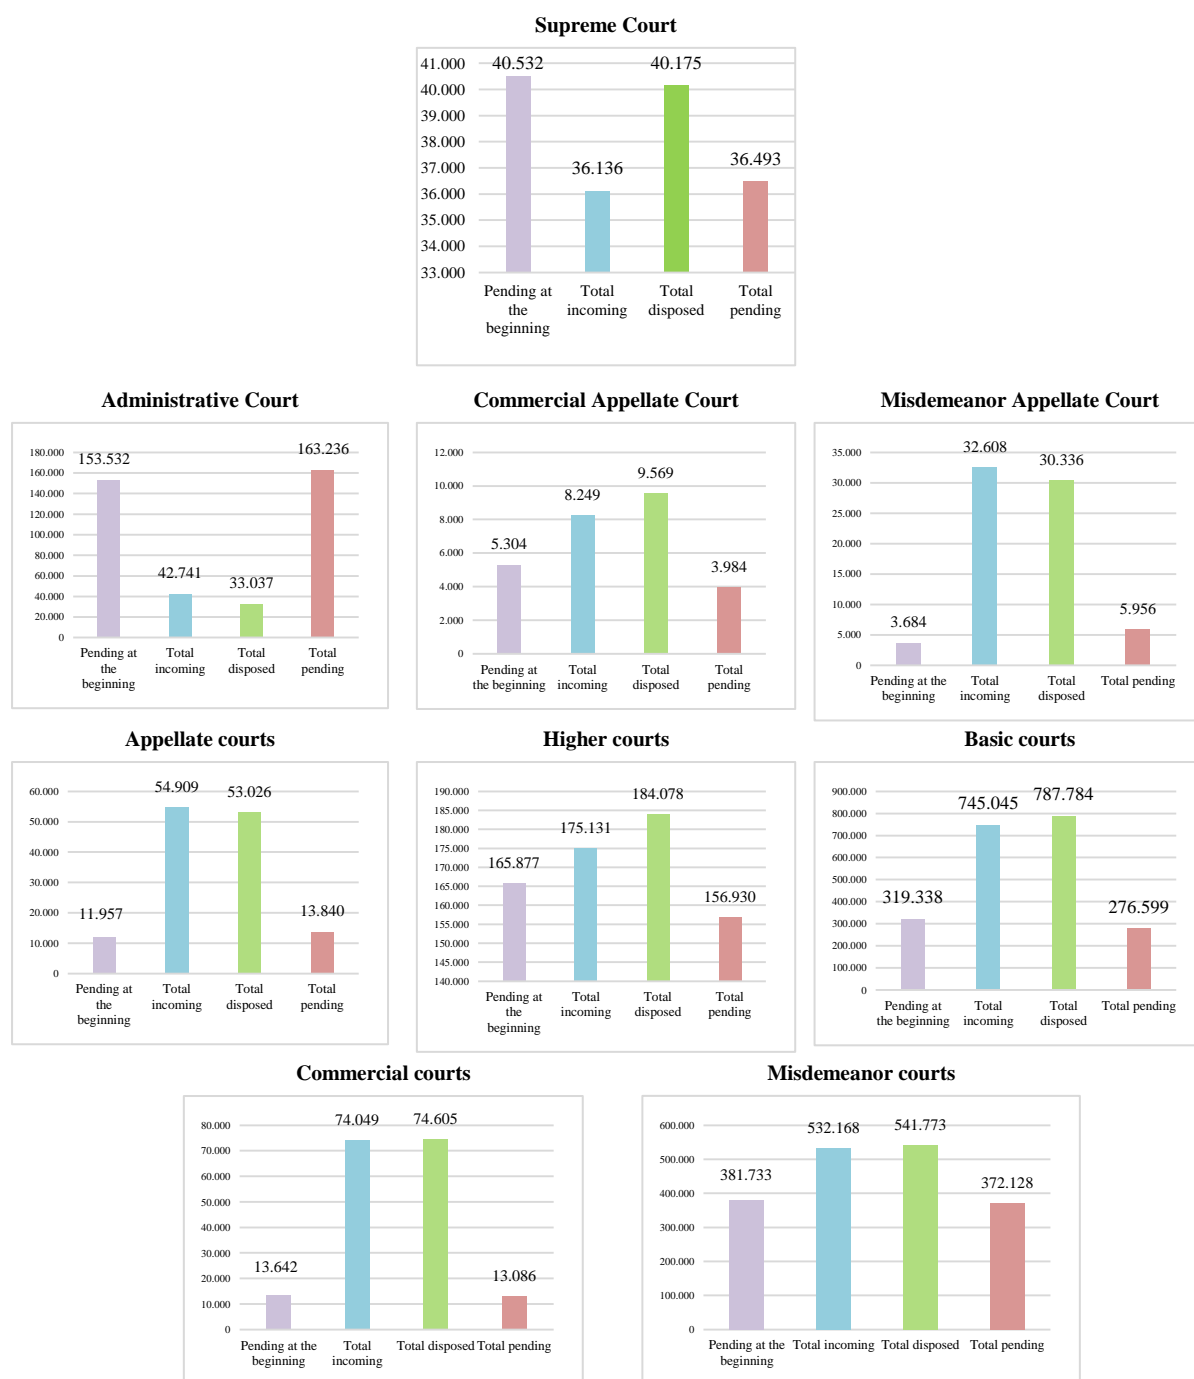 Supreme Court
41.000
40.000
39.000
38.000
37.000
36.000
35.000
34.000
33.000
40.532
36.136
40.175
36.493
Pending at
the
beginning
Total
incoming
Total
disposed
Total
pending
Administrative Court
180.000
160.000
140.000
120.000
100.000
80.000
60.000
40.000
20.000
0
153.532
42.741
33.037
163.236
Pending at
the
beginning
Total
incoming
Total
disposed
Total
pending
Commercial Appellate Court
12.000
10.000
8.000
6.000
4.000
2.000
0
5.304
8.249
9.569
3.984
Pending at
the beginning
Total
incoming
Total
disposed
Total
pending
Misdemeanor Appellate Court
35.000
30.000
25.000
20.000
15.000
10.000
5.000
0
3.684
32.608
30.336
5.956
Pending at the
beginning
Total
incoming
Total
disposed
Total pending
Appellate courts
60.000
50.000
40.000
30.000
20.000
10.000
0
11.957
54.909
53.026
13.840
Pending at
the
beginning
Total
incoming
Total
disposed
Total
pending
Higher courts
190.000
185.000
180.000
175.000
170.000
165.000
160.000
155.000
150.000
145.000
140.000
165.877
175.131
184.078
156.930
Pending at
the
beginning
Total
incoming
Total
disposed
Total
pending
Basic courts
900.000
800.000
700.000
600.000
500.000
400.000
300.000
200.000
100.000
0
319.338
745.045
787.784
276.599
Pending at
the beginning
Total
incoming
Total
disposed
Total pending
Commercial courts
80.000
70.000
60.000
50.000
40.000
30.000
20.000
10.000
0
13.642
74.049
74.605
13.086
Pending at the
beginning
Total
incoming
Total disposed
Total pending
Misdemeanor courts
600.000
500.000
400.000
300.000
200.000
100.000
0
381.733
532.168
541.773
372.128
Pending at the
beginning
Total incoming
Total disposed
Total pending